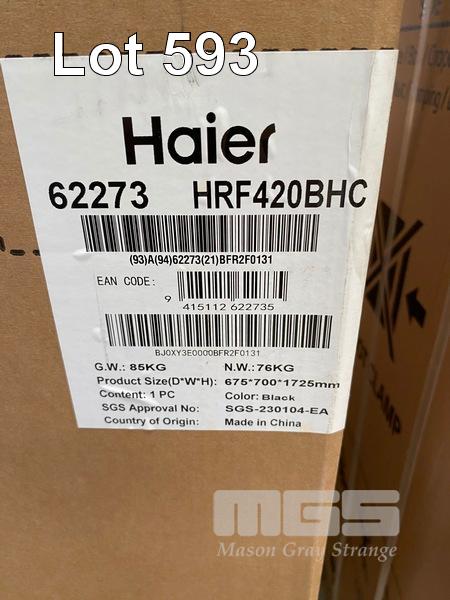 Lot 593
Haier
62273 HRF420BHC
(93)A(94)62273(21)BFR2F0131
EAN CODE:
9 415112 622735
BJ0XY3E0000BFR2F0131
G.W.: 85KG N.W.: 76KG
Product Size(D*W*H): 675*700*1725mm
Content: 1 PC Color: Black
SGS Approval No: SGS-230104-EA
Country of Origin: Made in China
CLAMP
MGS
Mason Gray Strange